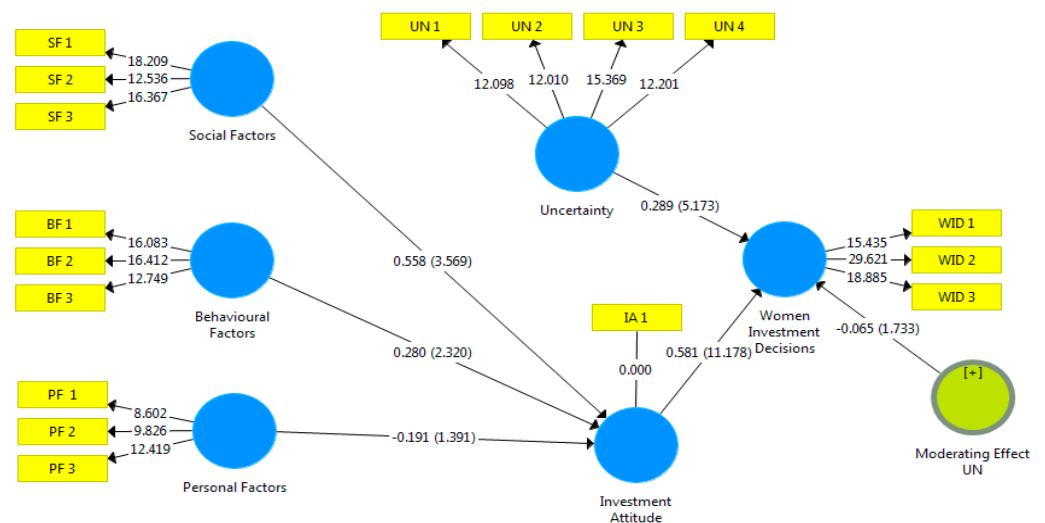 UN 1
UN 2
UN 3
UN 4
12.098
12.010
15.369
12.201
Uncertainty
SF 1
SF 2
SF 3
18.209
12.536
16.367
Social Factors
BF 1
BF 2
BF 3
16.083
16.412
12.749
Behavioural
Factors
PF 1
PF 2
PF 3
8.602
9.826
12.419
Personal Factors
0.558 (3.569)
0.280 (2.320)
-0.191 (1.391)
IA 1
0.000
Investment
Attitude
0.289 (5.173)
0.581 (11.178)
Women
Investment
Decisions
15.435
29.621
18.885
WID 1
WID 2
WID 3
-0.065 (1.733)
[+]
Moderating Effect
UN